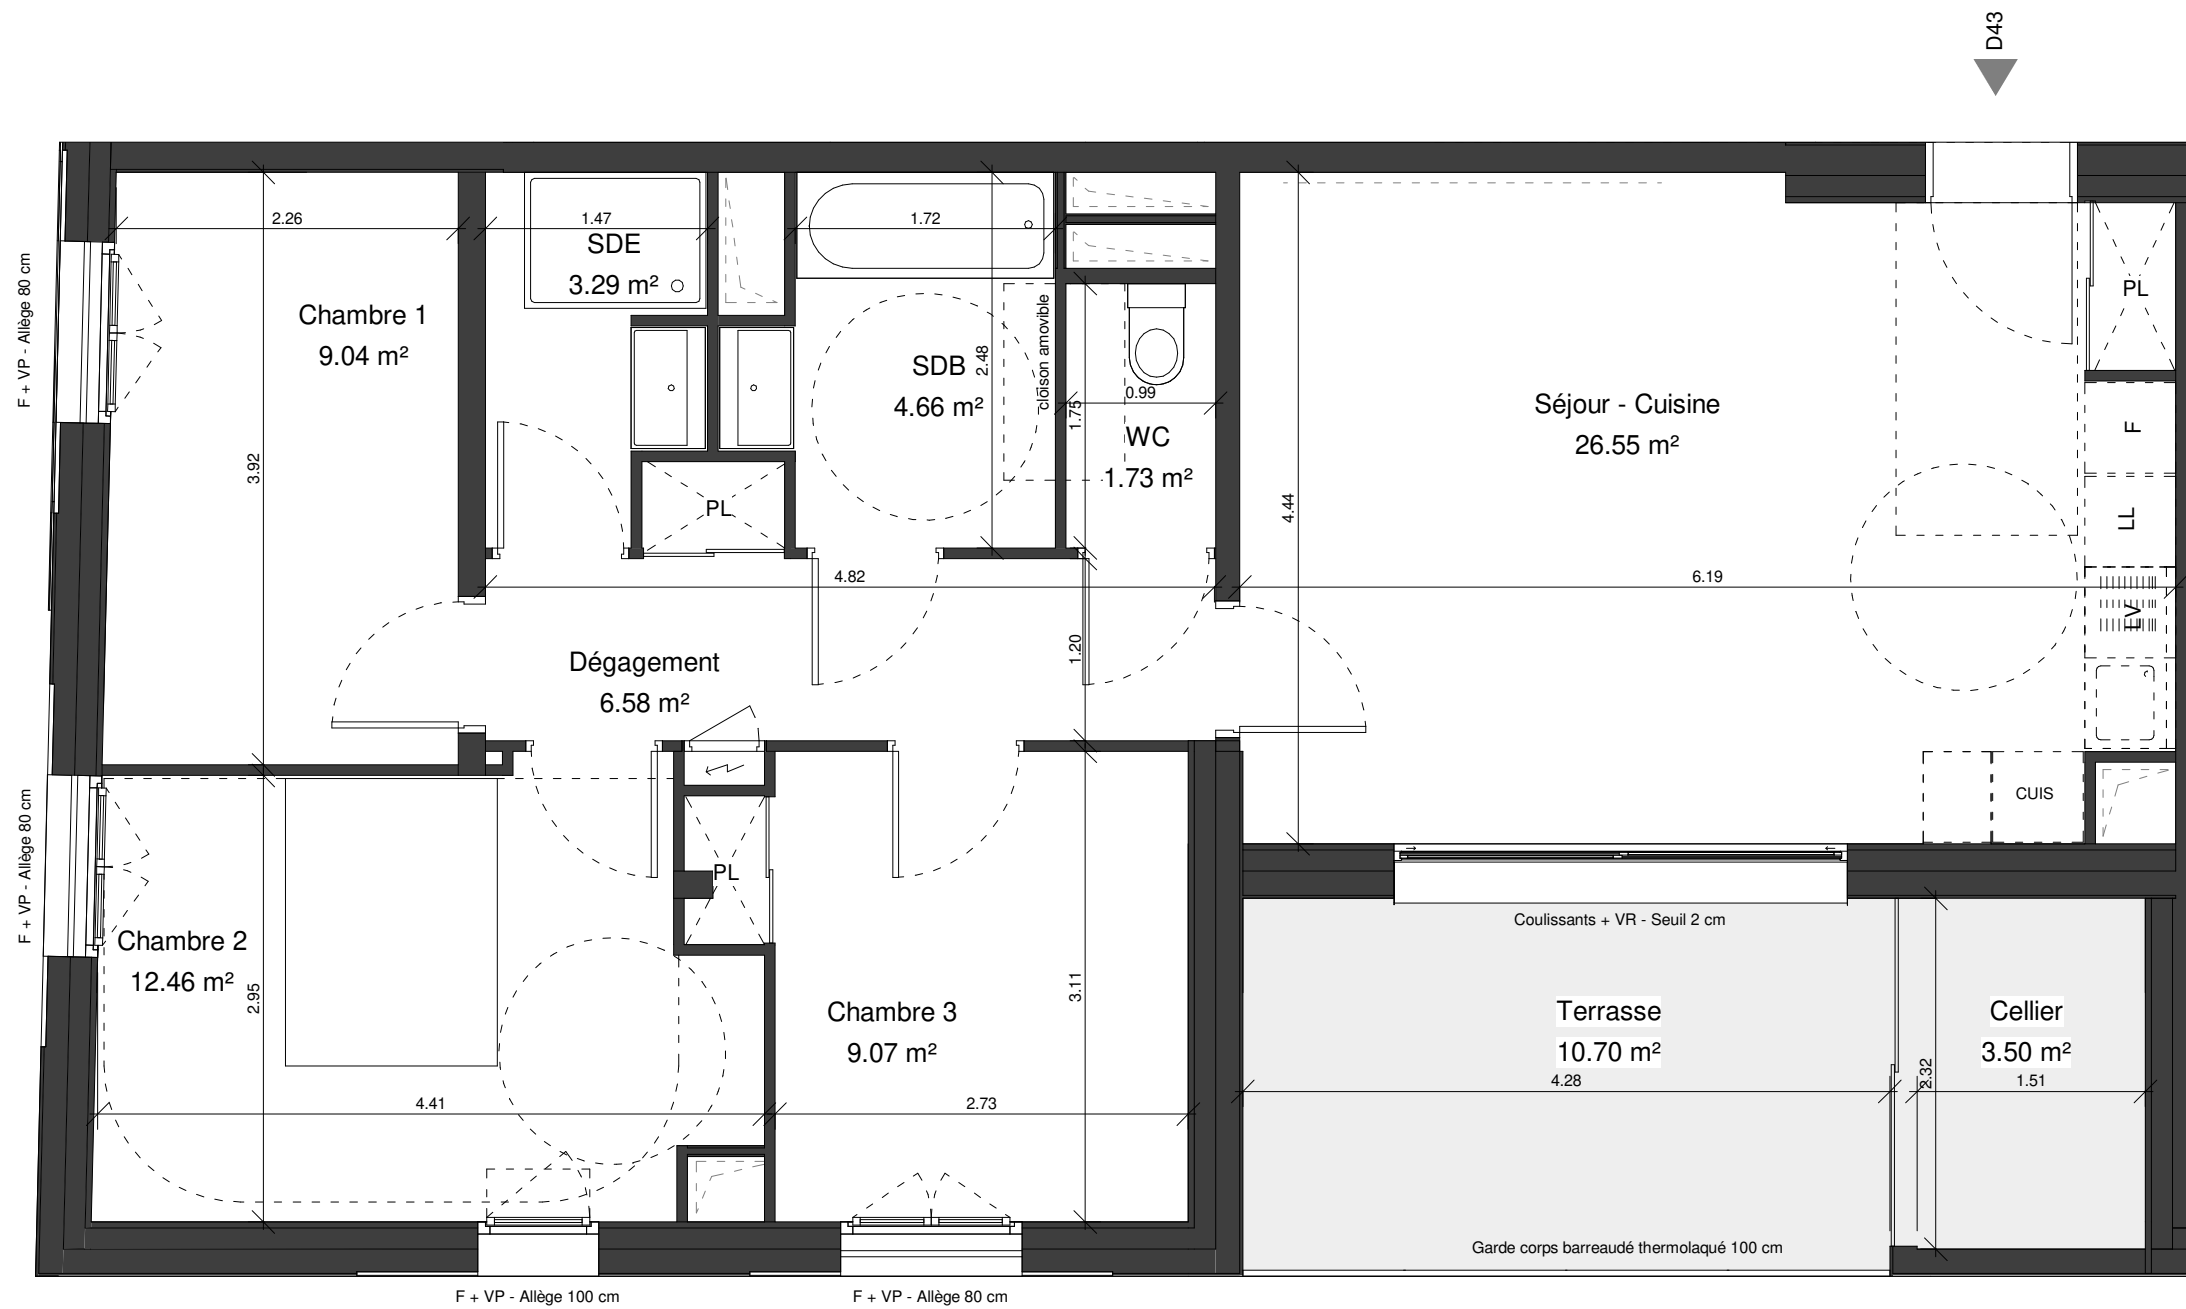 D43
2.26
1.47
1.72
SDE
3.29 m²
F + VP - Allège 80 cm
Chambre 1
9.04 m²
PL
cloison amovible
SDB
4.66 m²
2.48
0.99
1.75
WC
1.73 m²
Séjour - Cuisine
26.55 m²
F
3.92
PL
4.44
LL
4.82
6.19
LV
1.20
Dégagement
6.58 m²
CUIS
F + VP - Allège 80 cm
PL
Coulissants + VR - Seuil 2 cm
Chambre 2
12.46 m²
2.95
3.11
Chambre 3
9.07 m²
Terrasse
10.70 m²
Cellier
3.50 m²
2.32
4.28
1.51
4.41
2.73
Garde corps barreaudé thermolaqué 100 cm
F + VP - Allège 100 cm
F + VP - Allège 80 cm